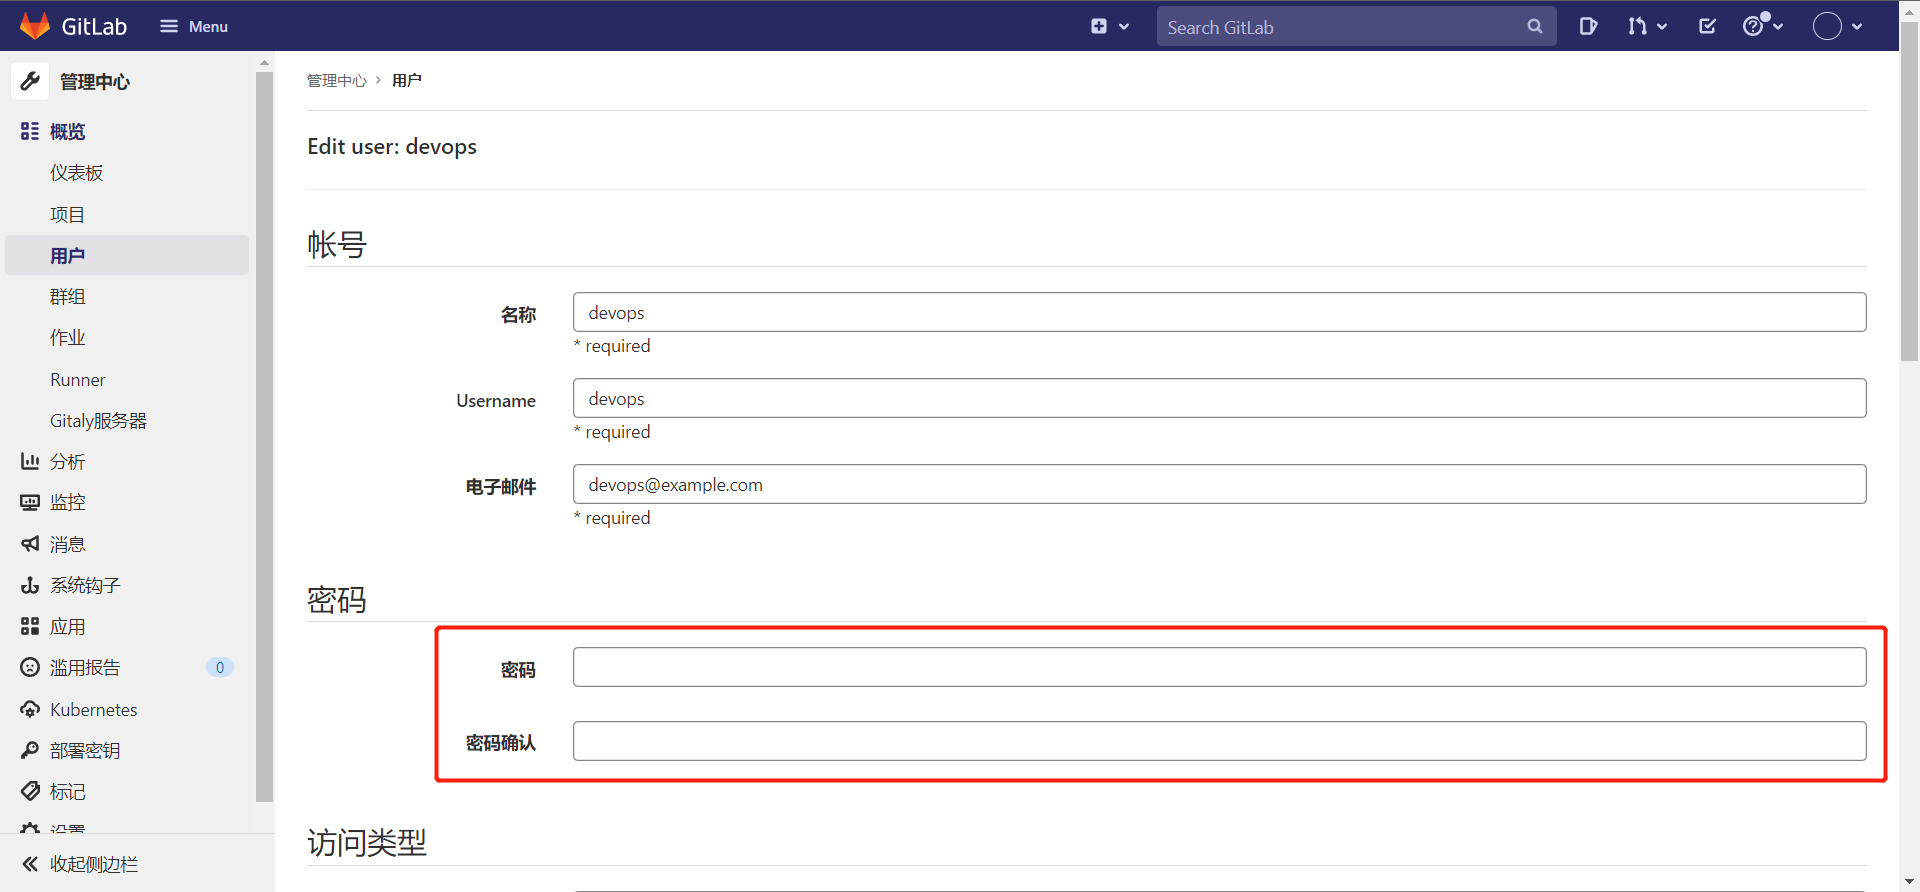 GitLab
Menu
Search GitLab
管理中心
概览
仪表板
项目
用户
群组
作业
Runner
Gitaly服务器
分析
监控
消息
系统钩子
应用
滥用报告 0
Kubernetes
部署密钥
标记
设置
收起侧边栏
管理中心 › 用户
Edit user: devops
帐号
名称 devops
* required
Username devops
* required
电子邮件 devops@example.com
* required
密码
密码
密码确认
访问类型